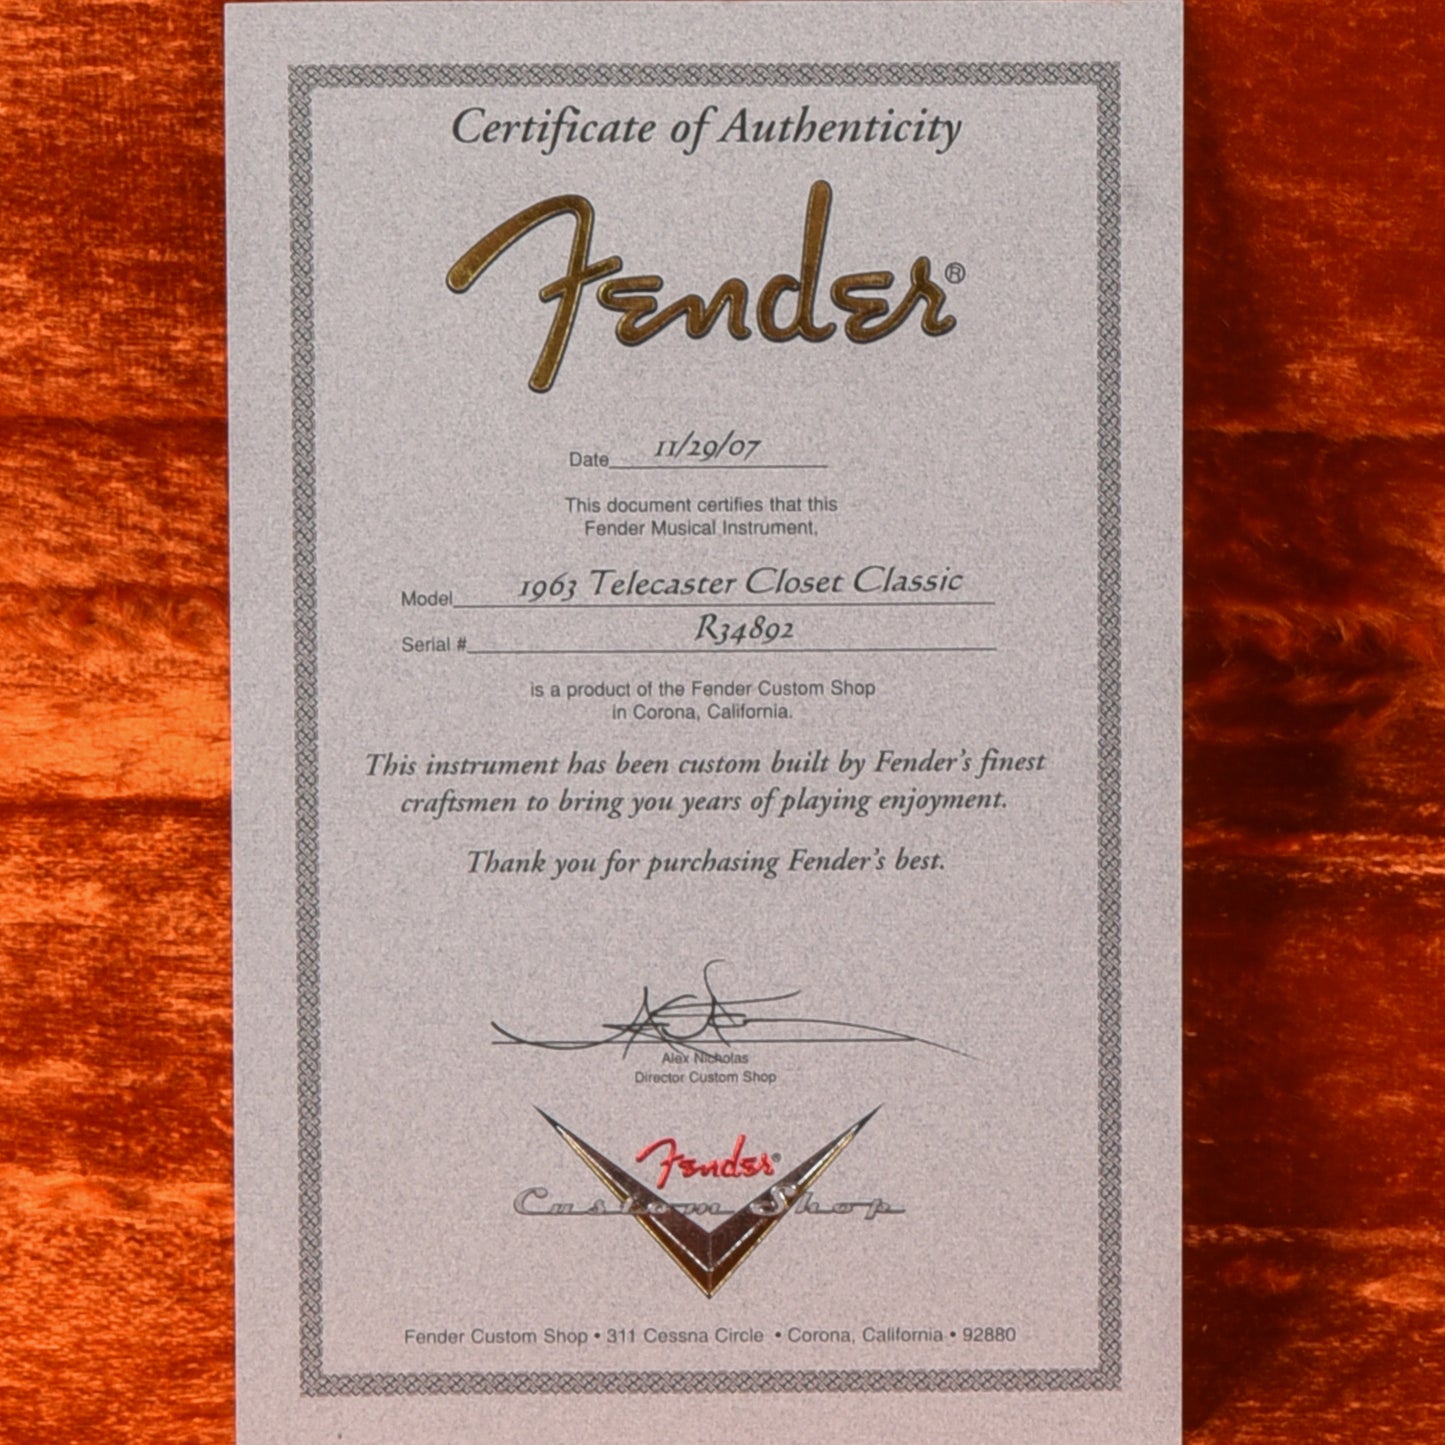 Certificate of Authenticity
Fender®
Date 11/29/07
This document certifies that this
Fender Musical Instrument,
Model 1963 Telecaster Closet Classic
Serial # R34892
is a product of the Fender Custom Shop
in Corona, California.
This instrument has been custom built by Fender's finest
craftsmen to bring you years of playing enjoyment.
Thank you for purchasing Fender's best.
Alex Nicholas
Director Custom Shop
Fender®
Custom Shop
Fender Custom Shop • 311 Cessna Circle • Corona, California • 92880